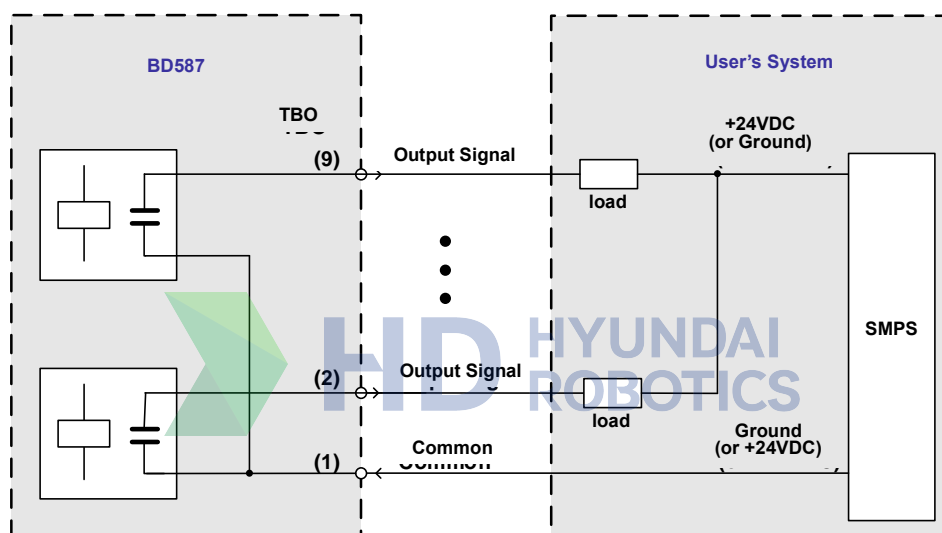 BD587
User's System
TBO
+24VDC
(or Ground)
(9)
Output Signal
load
SMPS
HD HYUNDAI
ROBOTICS
(2)
Output Signal
load
Ground
(or +24VDC)
(1)
Common
Common